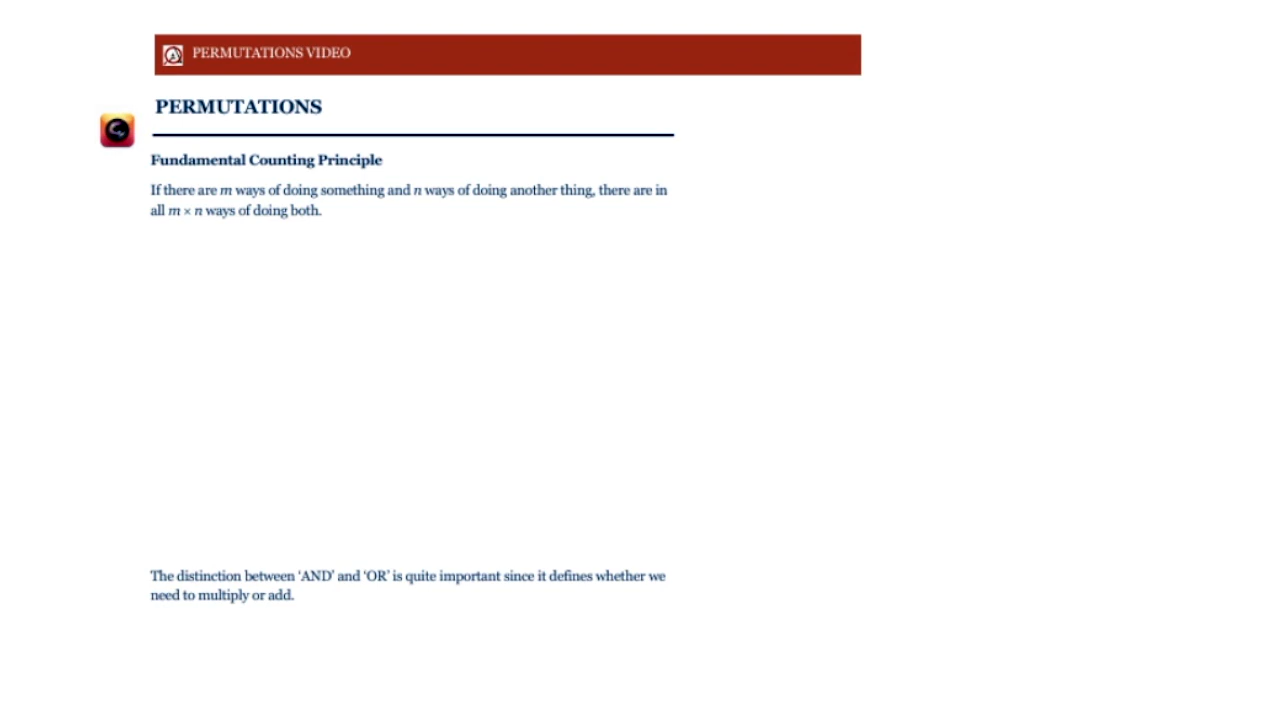 PERMUTATIONS VIDEO
PERMUTATIONS
Fundamental Counting Principle
If there are m ways of doing something and n ways of doing another thing, there are in
all m × n ways of doing both.
The distinction between ‘AND’ and ‘OR’ is quite important since it defines whether we
need to multiply or add.